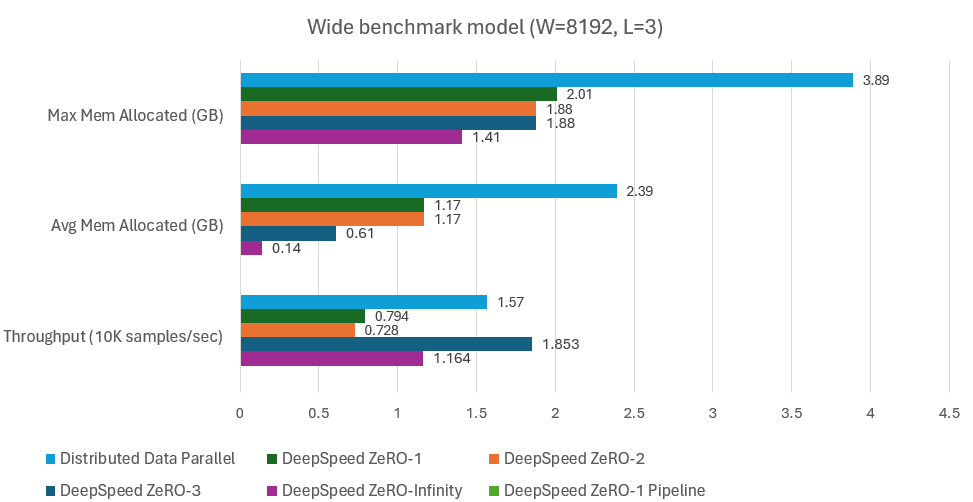 Wide benchmark model (W=8192, L=3)
3.89
2.01
Max Mem Allocated (GB)
1.88
1.88
1.41
2.39
1.17
Avg Mem Allocated (GB)
1.17
0.61
0.14
1.57
0.794
Throughput (10K samples/sec)
0.728
1.853
1.164
0 0.5 1 1.5 2 2.5 3 3.5 4 4.5
Distributed Data Parallel DeepSpeed ZeRO-1 DeepSpeed ZeRO-2
DeepSpeed ZeRO-3 DeepSpeed ZeRO-Infinity DeepSpeed ZeRO-1 Pipeline